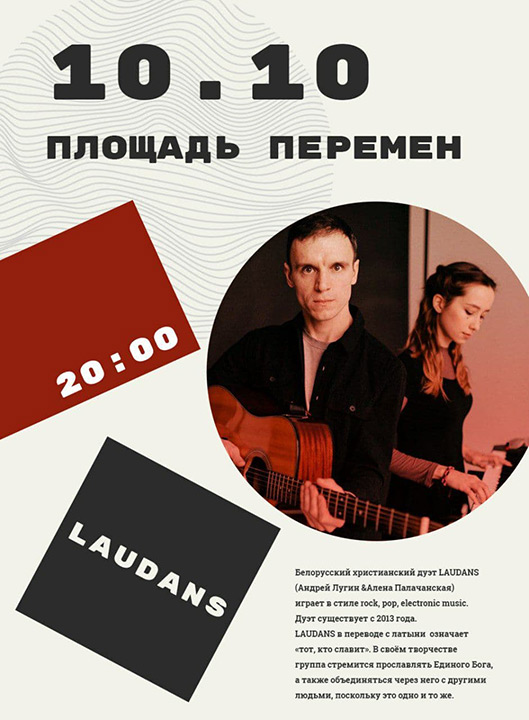 10.10
ПЛОЩАДЬ ПЕРЕМЕН
20:00
LAUDANS
Белорусский христианский дуэт LAUDANS
(Андрей Лугин &Алена Палачанская)
играет в стиле rock, pop, electronic music.
Дуэт существует с 2013 года.
LAUDANS в переводе с латыни означает
«тот, кто славит». В своём творчестве
группа стремится прославлять Единого Бога,
а также объединяться через него с другими
людьми, поскольку это одно и то же.